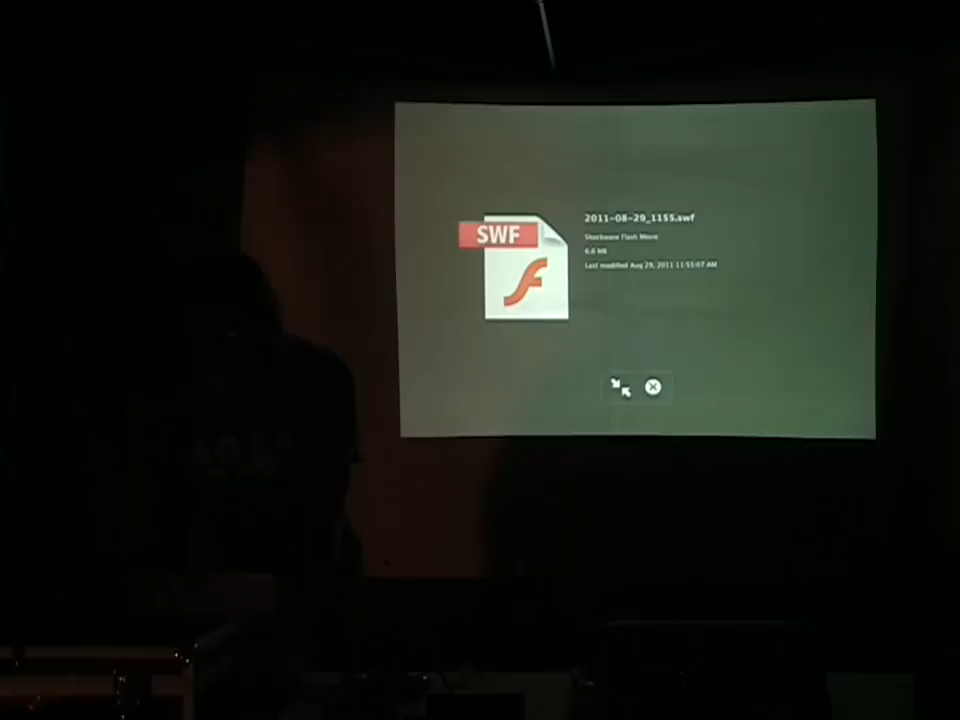 SWF
2011-08-29_1155.swf
Shockwave Flash Movie
6.6 MB
Last modified Aug 29, 2011 11:55:07 AM